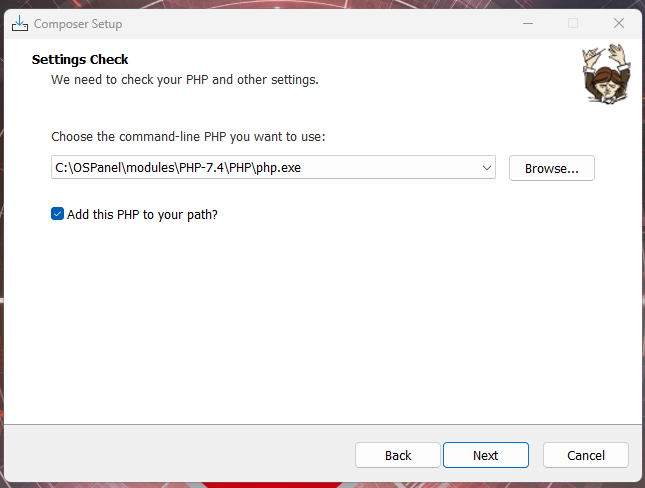 Composer Setup
Settings Check
We need to check your PHP and other settings.
Choose the command-line PHP you want to use:
C:\OSPanel\modules\PHP-7.4\PHP\php.exe
Browse...
Add this PHP to your path?
Back
Next
Cancel